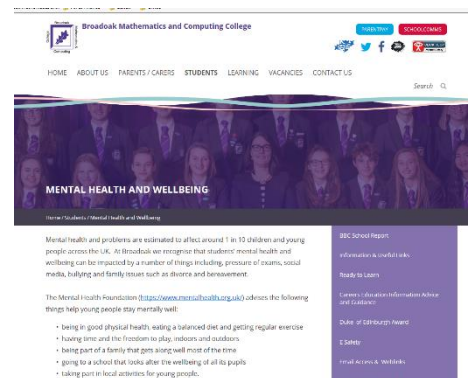 Broadoak Mathematics and Computing College
PARENTPAY
SCHOOLCOMMS
HOME
ABOUT US
PARENTS / CARERS
STUDENTS
LEARNING
VACANCIES
CONTACT US
Search
MENTAL HEALTH AND WELLBEING
Home / Students / Mental Health and Wellbeing
Mental health and problems are estimated to affect around 1 in 10 children and young
people across the UK. At Broadoak we recognise that students' mental health and
wellbeing can be impacted by a number of things including, pressure of exams, social
media, bullying and family issues such as divorce and bereavement.
The Mental Health Foundation (https://www.mentalhealth.org.uk/) advises the following
things help young people stay mentally well:
• being in good physical health, eating a balanced diet and getting regular exercise
• having time and the freedom to play, indoors and outdoors
• being part of a family that gets along well most of the time
• going to a school that looks after the wellbeing of all its pupils
• taking part in local activities for young people.
BBC School Report
Information & Useful Links
Ready to Learn
Careers Education Information Advice
and Guidance
Duke of Edinburgh Award
E Safety
Email Access & Weblinks